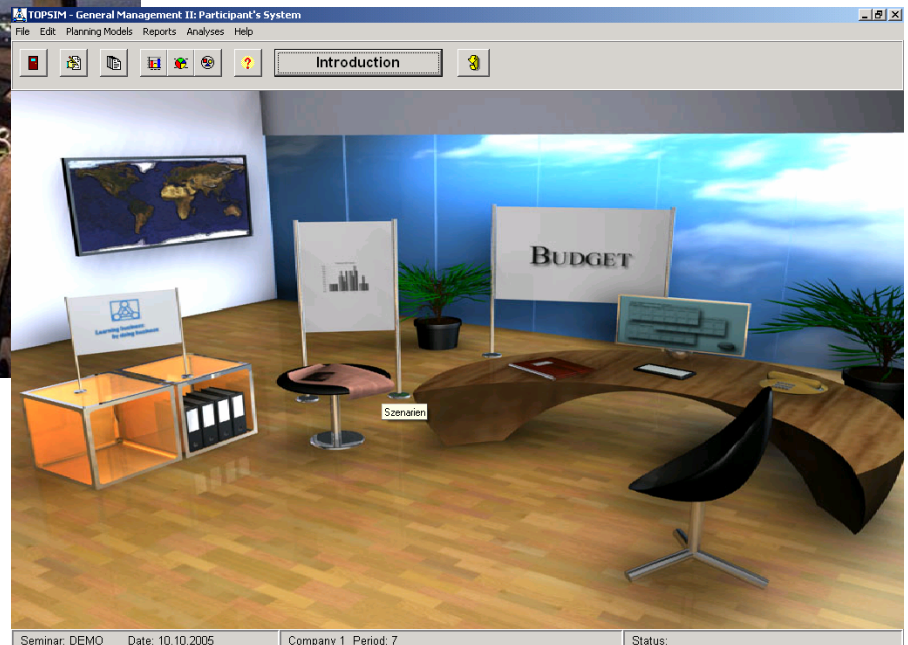 TOPSIM - General Management II: Participant's System
File Edit Planning Models Reports Analyses Help
Introduction
BUDGET
Learning business
by doing business
Szenarien
Seminar: DEMO Date: 10.10.2005 Company 1 Period: 7 Status: